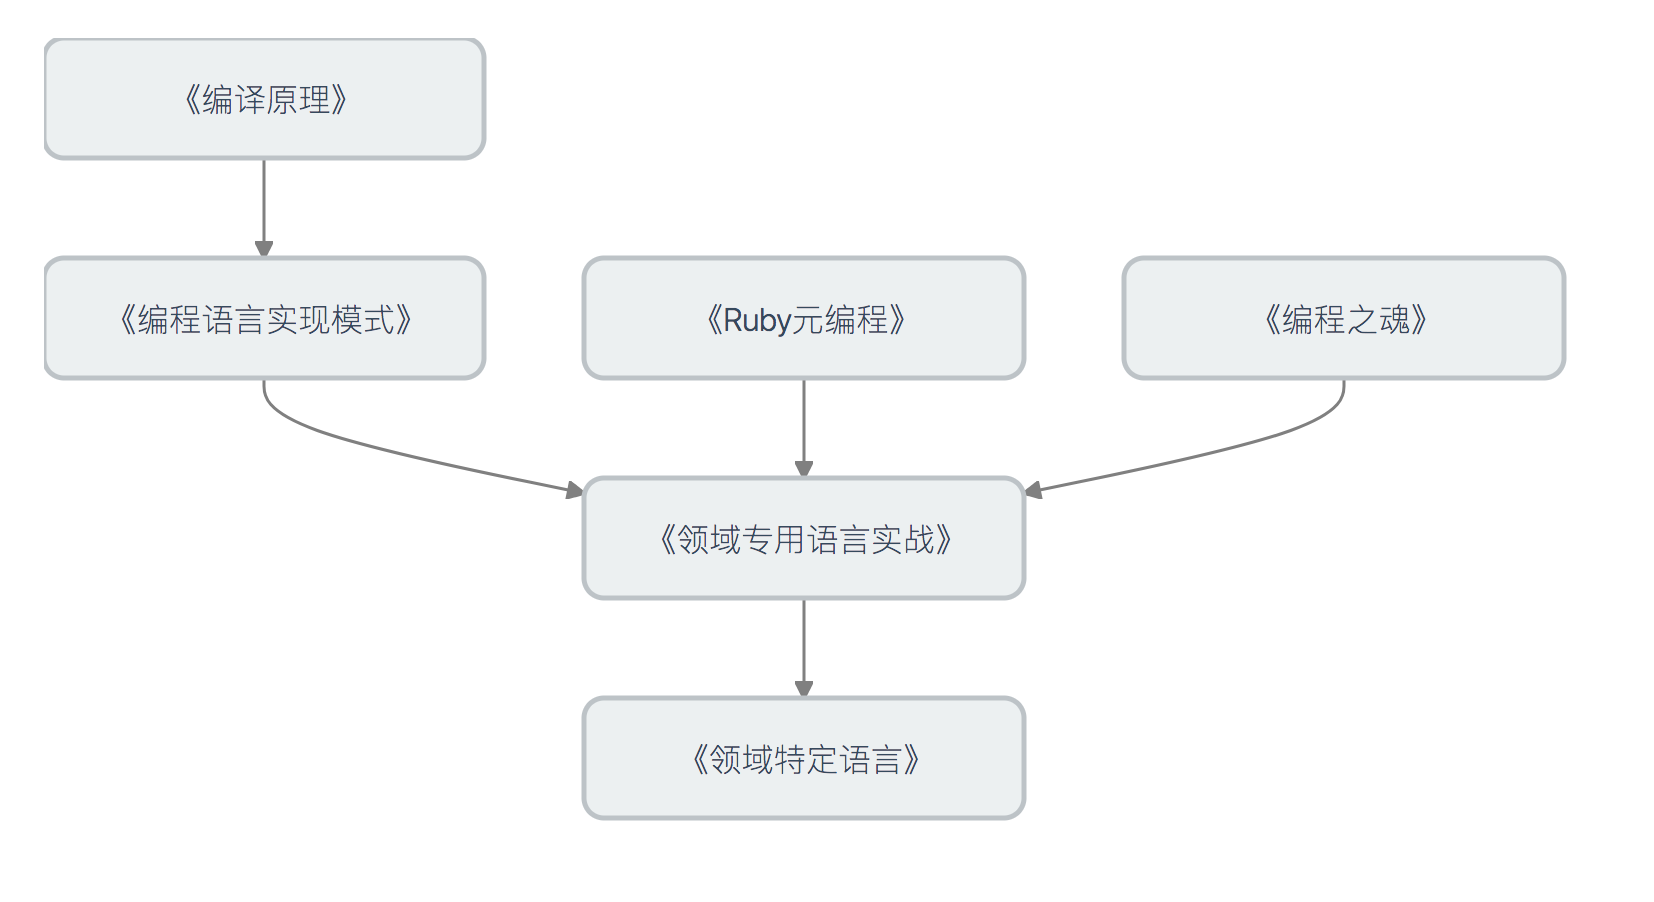 《编译原理》
《编程语言实现模式》
《Ruby元编程》
《编程之魂》
《领域专用语言实战》
《领域特定语言》